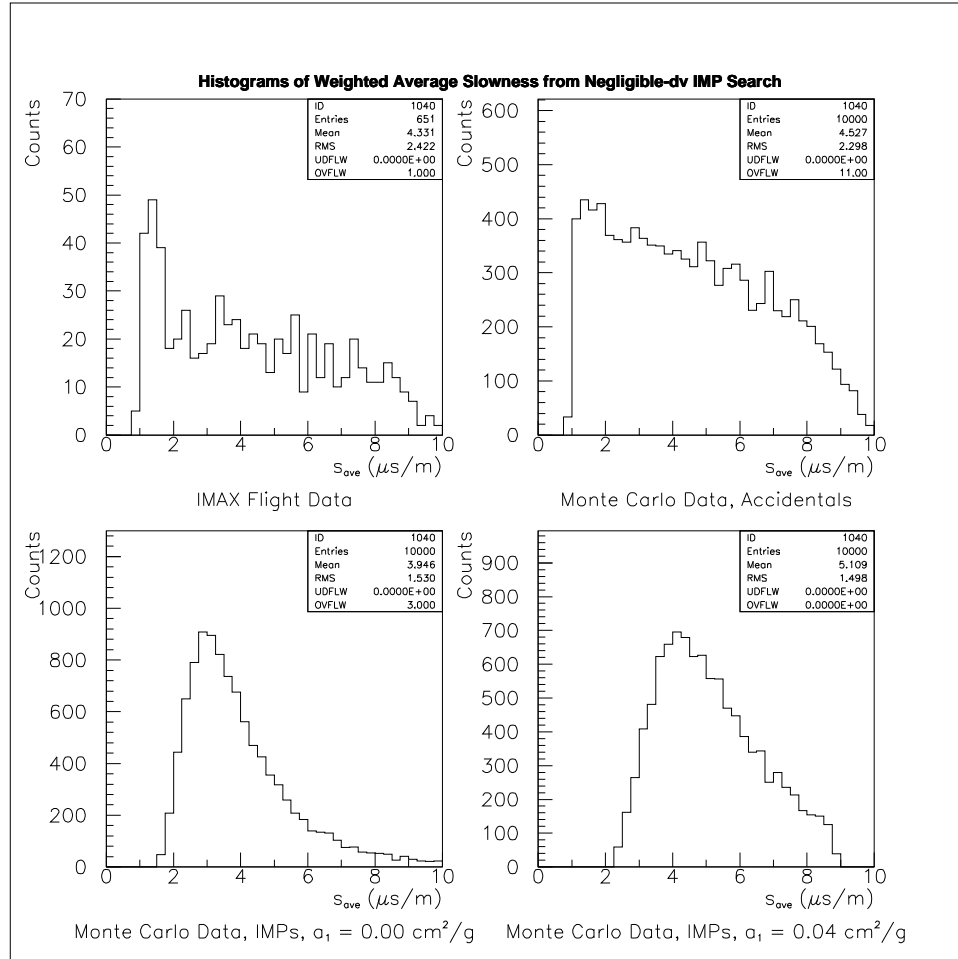 Histograms of Weighted Average Slowness from Negligible-dv IMP Search
Counts
70
60
50
40
30
20
10
0
ID 1040
Entries 651
Mean 4.331
RMS 2.422
UDFLW 0.0000E+00
OVFLW 1.000
0 2 4 6 8 10
s_ave (μs/m)
IMAX Flight Data
Counts
600
500
400
300
200
100
0
ID 1040
Entries 10000
Mean 4.527
RMS 2.298
UDFLW 0.0000E+00
OVFLW 11.00
0 2 4 6 8 10
s_ave (μs/m)
Monte Carlo Data, Accidentals
Counts
1200
1000
800
600
400
200
0
ID 1040
Entries 10000
Mean 3.946
RMS 1.530
UDFLW 0.0000E+00
OVFLW 3.000
0 2 4 6 8 10
s_ave (μs/m)
Monte Carlo Data, IMPs, a₁ = 0.00 cm²/g
Counts
900
800
700
600
500
400
300
200
100
0
ID 1040
Entries 10000
Mean 5.109
RMS 1.498
UDFLW 0.0000E+00
OVFLW 0.0000E+00
0 2 4 6 8 10
s_ave (μs/m)
Monte Carlo Data, IMPs, a₁ = 0.04 cm²/g